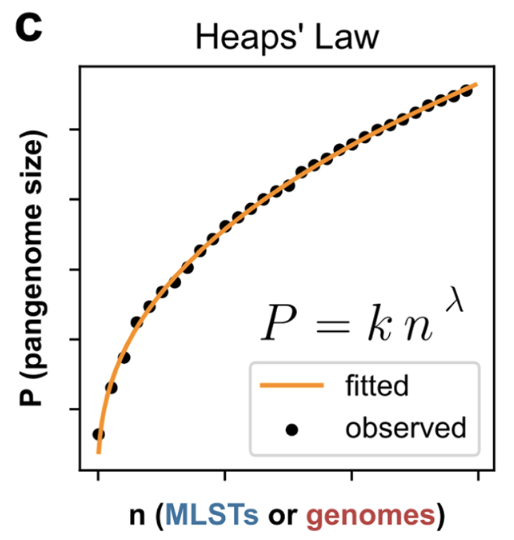 C
Heaps' Law
P (pangenome size)
P = k n^λ
fitted
observed
n (MLSTs or genomes)